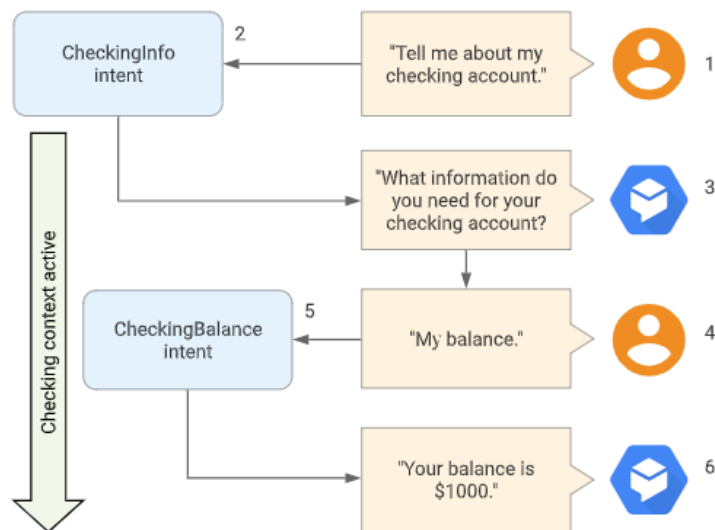 CheckingInfo
intent
2
"Tell me about my
checking account."
1
"What information do
you need for your
checking account?
3
Checking context active
CheckingBalance
intent
5
"My balance."
4
"Your balance is
$1000."
6